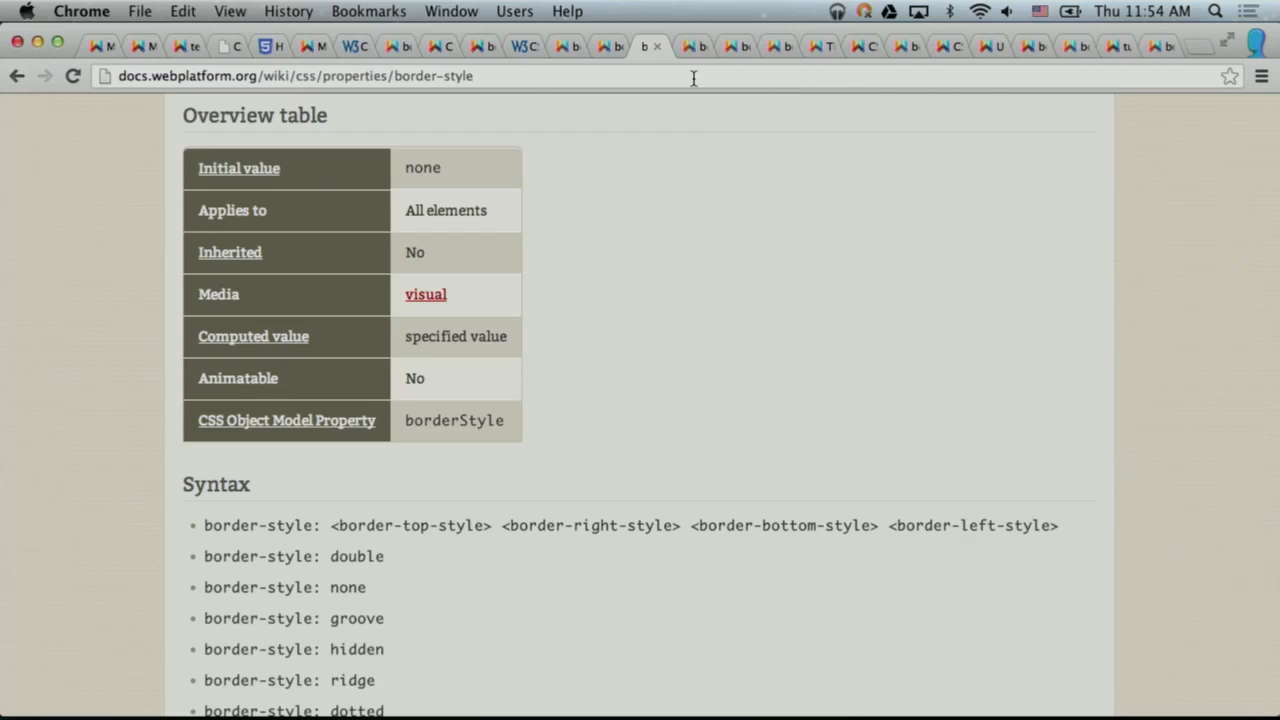 Chrome File Edit View History Bookmarks Window Users Help Thu 11:54 AM
M M te C H M W3C b C b W3C b b b b b b T C b C U b b tu b
docs.webplatform.org/wiki/css/properties/border-style
Overview table
Initial value none
Applies to All elements
Inherited No
Media visual
Computed value specified value
Animatable No
CSS Object Model Property borderStyle
Syntax
border-style: <border-top-style> <border-right-style> <border-bottom-style> <border-left-style>
border-style: double
border-style: none
border-style: groove
border-style: hidden
border-style: ridge
border-style: dotted